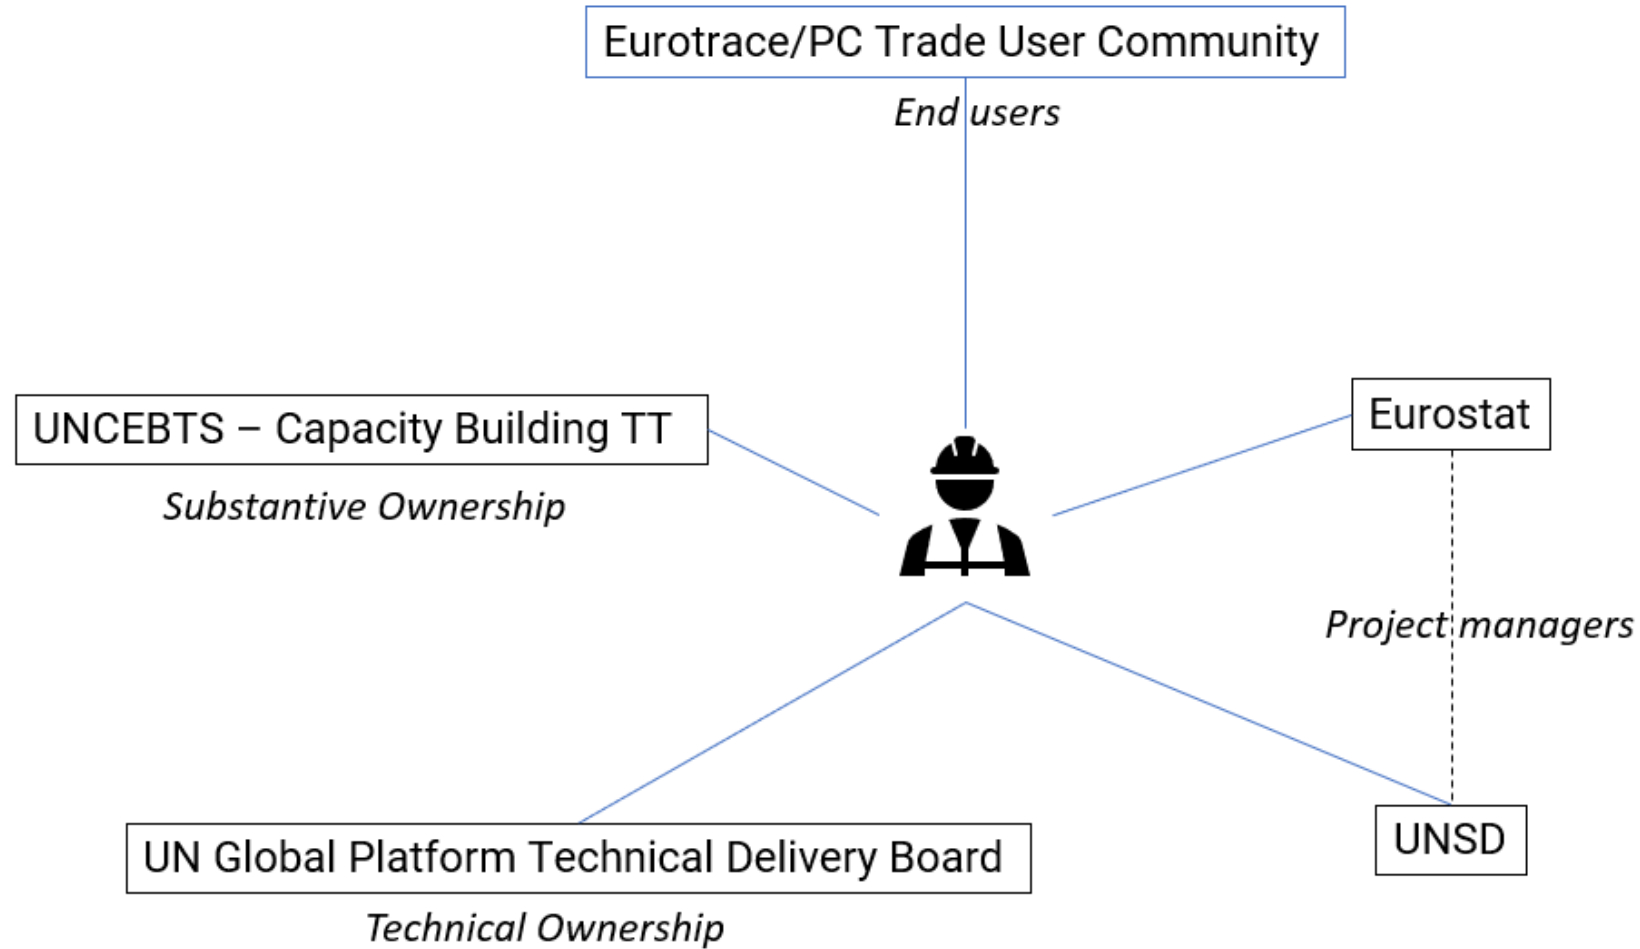 Eurotrace/PC Trade User Community
End users
UNCEBTS – Capacity Building TT
Substantive Ownership
Eurostat
Project managers
UN Global Platform Technical Delivery Board
Technical Ownership
UNSD